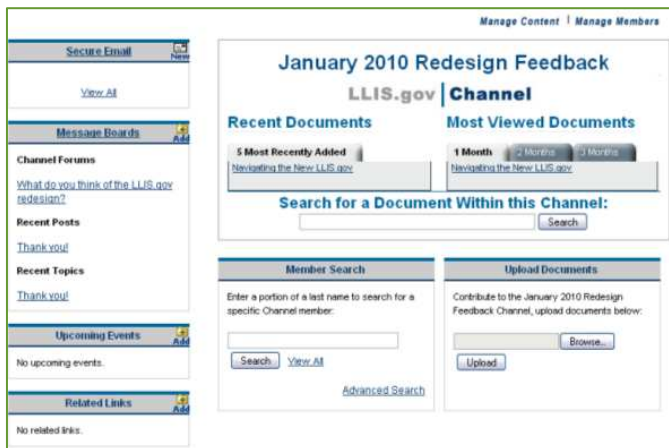 Manage Content | Manage Members
Secure Email
New
View All
Message Boards
Add
Channel Forums
What do you think of the LLIS.gov
redesign?
Recent Posts
Thank you!
Recent Topics
Thank you!
Upcoming Events
Add
No upcoming events.
Related Links
Add
No related links.
January 2010 Redesign Feedback
LLIS.gov | Channel
Recent Documents
5 Most Recently Added
Navigating the New LLIS.gov
Most Viewed Documents
1 Month 2 Months 3 Months
Navigating the New LLIS.gov
Search for a Document Within this Channel:
Search
Member Search
Enter a portion of a last name to search for a
specific Channel member:
Search View All
Advanced Search
Upload Documents
Contribute to the January 2010 Redesign
Feedback Channel, upload documents below:
Browse...
Upload